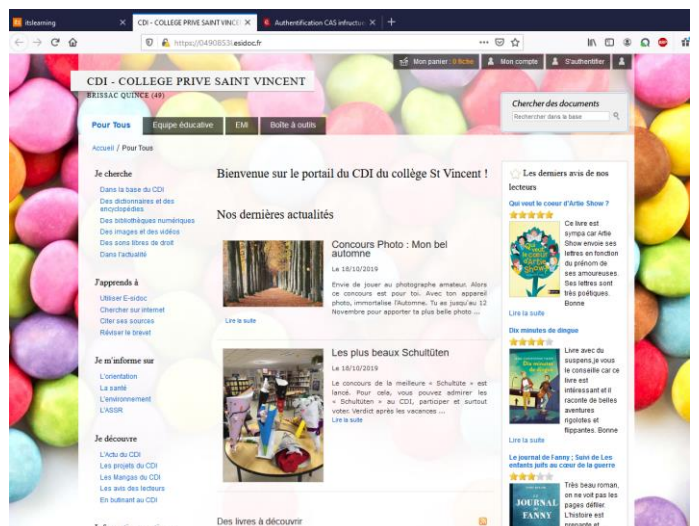 itslearning
CDI - COLLEGE PRIVE SAINT VINCE
Authentification CAS infructu
https://0490853l.esidoc.fr
Mon panier : 0 fiche
Mon compte
S'authentifier
CDI - COLLEGE PRIVE SAINT VINCENT
BRISSAC QUINCE (49)
Chercher des documents
Rechercher dans la base
Pour Tous
Equipe éducative
EMI
Boîte à outils
Accueil / Pour Tous
Je cherche
Dans la base du CDI
Des dictionnaires et des
encyclopédies
Des bibliothèques numériques
Des images et des vidéos
Des sons libres de droit
Dans l'actualité
J'apprends à
Utiliser E-sidoc
Chercher sur internet
Citer ses sources
Réviser le brevet
Je m'informe sur
L'orientation
La santé
L'environnement
L'ASSR
Je découvre
L'Actu du CDI
Les projets du CDI
Les Mangas du CDI
Les avis des lecteurs
En butinant au CDI
Bienvenue sur le portail du CDI du collège St Vincent !
Nos dernières actualités
Concours Photo : Mon bel
automne
Le 18/10/2019
Envie de jouer au photographe amateur. Alors
ce concours est pour toi. Avec ton appareil
photo, immortalise l'Automne. Tu as jusqu'au 12
Novembre pour apporter ta plus belle photo ...
Lire la suite
Les plus beaux Schultüten
Le 18/10/2019
Le concours de la meilleure « Schultüte » est
lancé. Pour cela, vous pouvez admirer les
« Schultüten » au CDI, participer et surtout
voter. Verdict après les vacances ...
Lire la suite
Des livres à découvrir
Les derniers avis de nos
lecteurs
Qui veut le coeur d'Artie Show ?
Qui veut
le cœur
d'Artie
Show?
Ce livre est
sympa car Artie
Show envoie ses
lettres en fonction
du prénom de
ses amoureuses.
Ses lettres sont
très poétiques.
Bonne
Lire la suite
Dix minutes de dingue
Livre avec du
suspens,je vous
le conseille car ce
livre est
intéressant et il
raconte de belles
aventures
rigolotes et
flippantes. Bonne
Lire la suite
Le journal de Fanny ; Suivi de Les
enfants juifs au cœur de la guerre
LE
JOURNAL
DE
FANNY
Très beau roman,
on ne voit pas les
pages défiler.
L'histoire est
prenante et